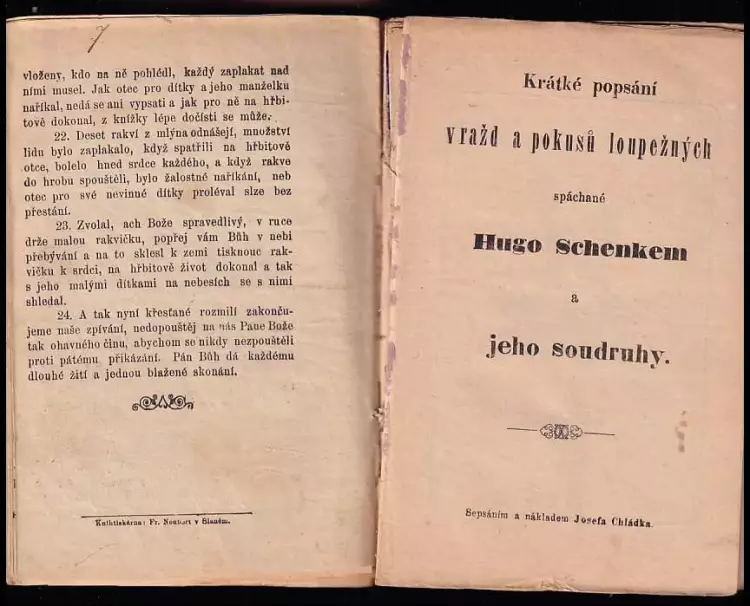 7
vloženy, kdo na ně pohlédl, každý zaplakat nad
nimi musel. Jak otec pro dítky a jeho manželku
naříkal, nedá se ani vypsati a jak pro ně na hřbi-
tově dokonal, z knížky lépe dočísti se může.
22. Deset rakví z mlýna odnášejí, množství
lidu bylo zaplakalo, když spatřili na hřbitově
otce, bolelo hned srdce každého, a když rakve
do hrobu spouštěli, bylo žalostné naříkání, neb
otec pro své nevinné dítky proléval slze bez
přestání.
23. Zvolal, ach Bože spravedlivý, v ruce
drže malou rakvičku, popřej vám Bůh v nebi
přebývání a na to sklesl k zemi tisknouc rak-
vičku k srdci, na hřbitově život dokonal a tak
s jeho malými dítkami na nebesích se s nimi
shledal.
24. A tak nyní křesťané rozmilí zakonču-
jeme naše zpívání, nedopouštěj na nás Pane Bože
tak ohavného činu, abychom se nikdy nezpouštěli
proti pátému přikázání. Pán Bůh dá každému
dlouhé žití a jednou blažené skonání.
Knihtiskárna: Fr. Neubert v Slaném.
Krátké popsání
vražd a pokusů loupežných
spáchané
Hugo Schenkem
a
jeho soudruhy.
Sepsáním a nákladem Josefa Chládka.